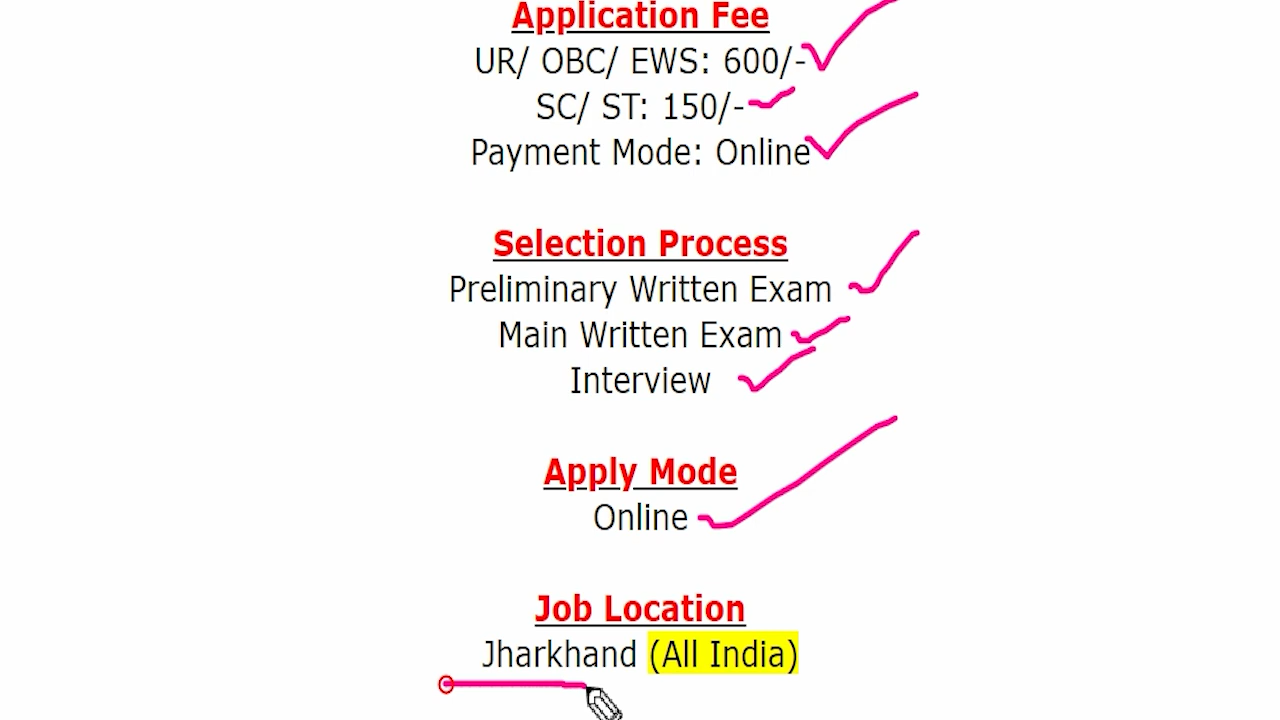 Application Fee
UR/ OBC/ EWS: 600/-
SC/ ST: 150/-
Payment Mode: Online
Selection Process
Preliminary Written Exam
Main Written Exam
Interview
Apply Mode
Online
Job Location
Jharkhand (All India)